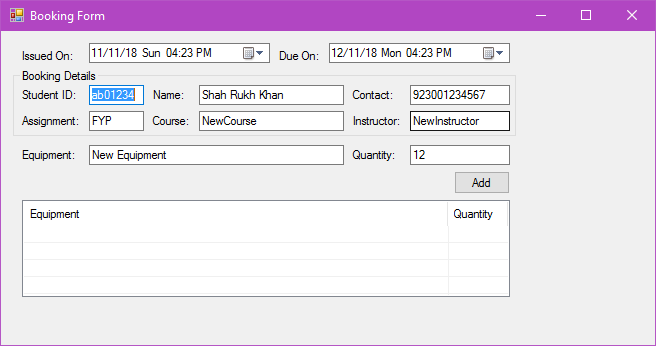 Booking Form
Issued On: 11/11/18 Sun 04:23 PM Due On: 12/11/18 Mon 04:23 PM
Booking Details
Student ID: ab01234 Name: Shah Rukh Khan Contact: 923001234567
Assignment: FYP Course: NewCourse Instructor: NewInstructor
Equipment: New Equipment Quantity: 12
Add
Equipment Quantity